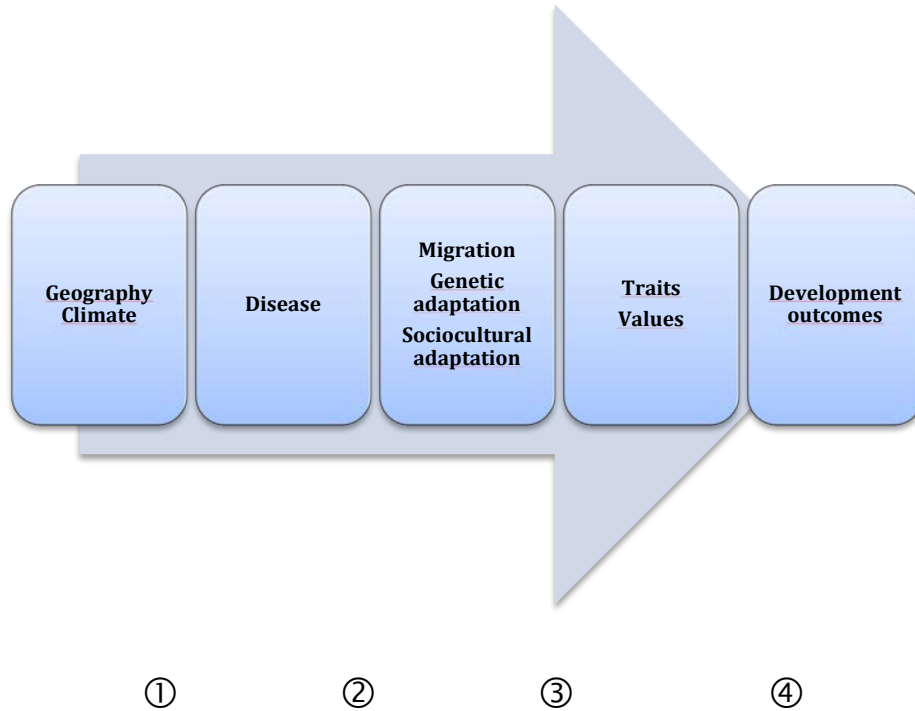 Geography
Climate
Disease
Migration
Genetic
adaptation
Sociocultural
adaptation
Traits
Values
Development
outcomes
① ② ③ ④